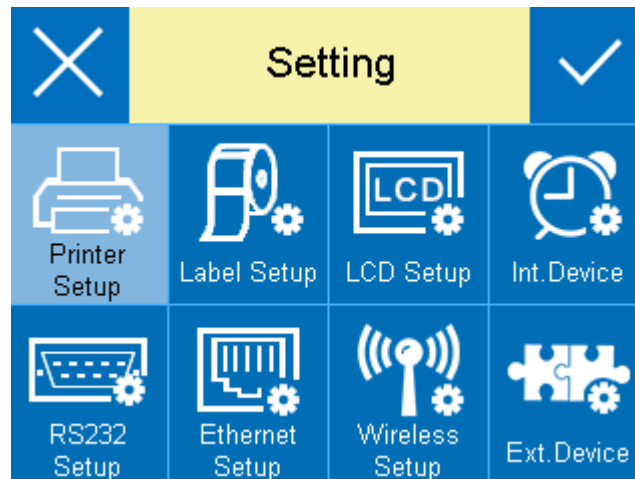 Setting
LCD
Printer
Setup
Label Setup
LCD Setup
Int.Device
RS232
Setup
Ethernet
Setup
Wireless
Setup
Ext.Device